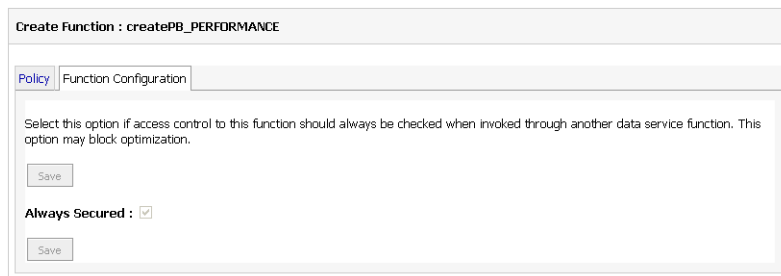 Create Function : createPB_PERFORMANCE
Policy Function Configuration
Select this option if access control to this function should always be checked when invoked through another data service function. This
option may block optimization.
Save
Always Secured :
Save